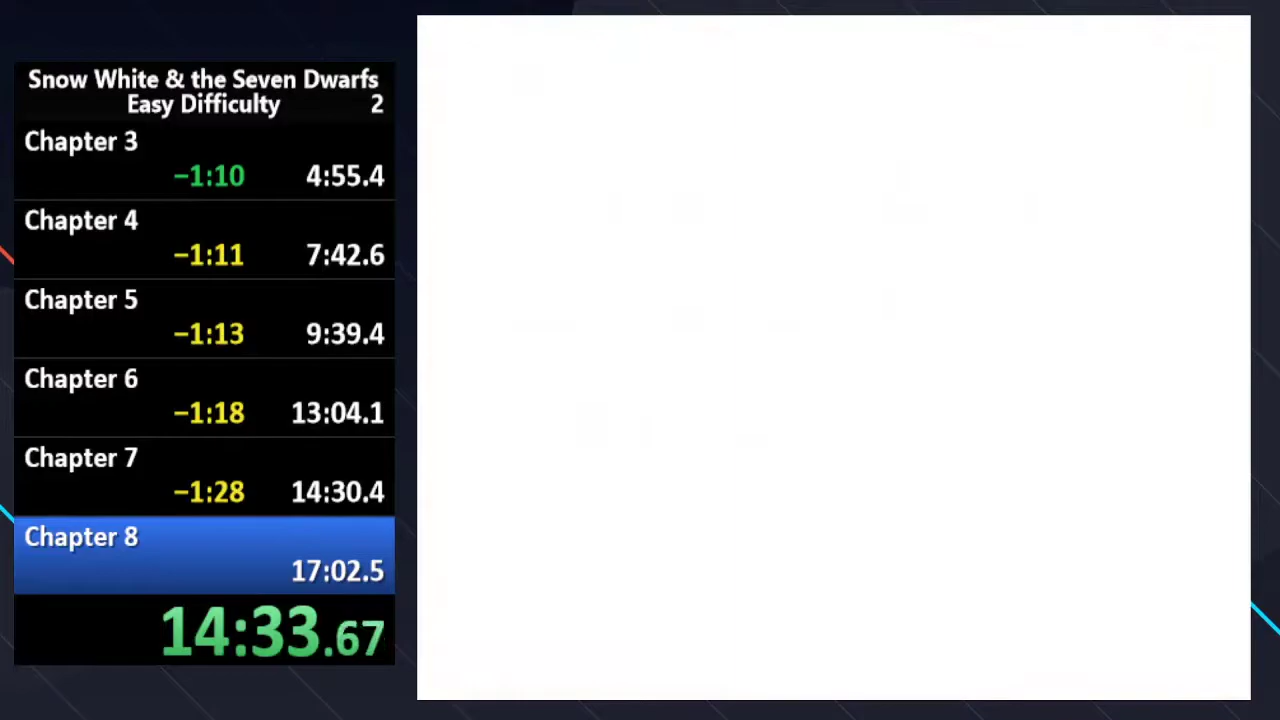 Snow White & the Seven Dwarfs
Easy Difficulty 2
Chapter 3
−1:10 4:55.4
Chapter 4
−1:11 7:42.6
Chapter 5
−1:13 9:39.4
Chapter 6
−1:18 13:04.1
Chapter 7
−1:28 14:30.4
Chapter 8
17:02.5
14:33.67